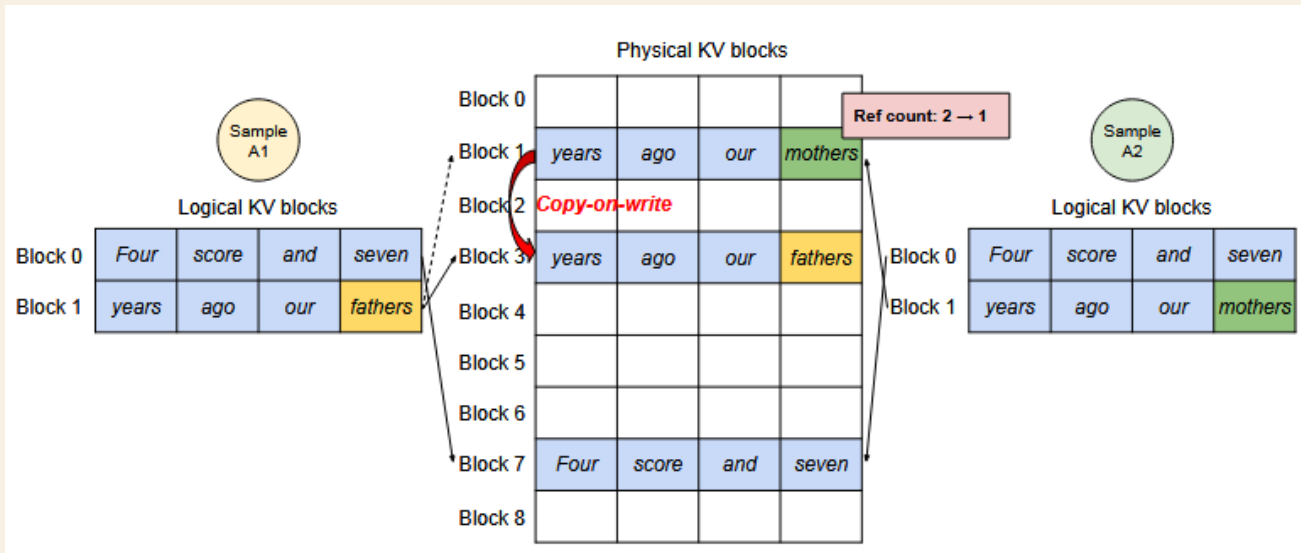 Physical KV blocks
Block 0
Ref count: 2 → 1
Sample
A1
Sample
A2
Block 1 years ago our mothers
Logical KV blocks
Block 2 Copy-on-write
Logical KV blocks
Block 0 Four score and seven
Block 3 years ago our fathers
Block 0 Four score and seven
Block 1 years ago our fathers
Block 4
Block 1 years ago our mothers
Block 5
Block 6
Block 7 Four score and seven
Block 8